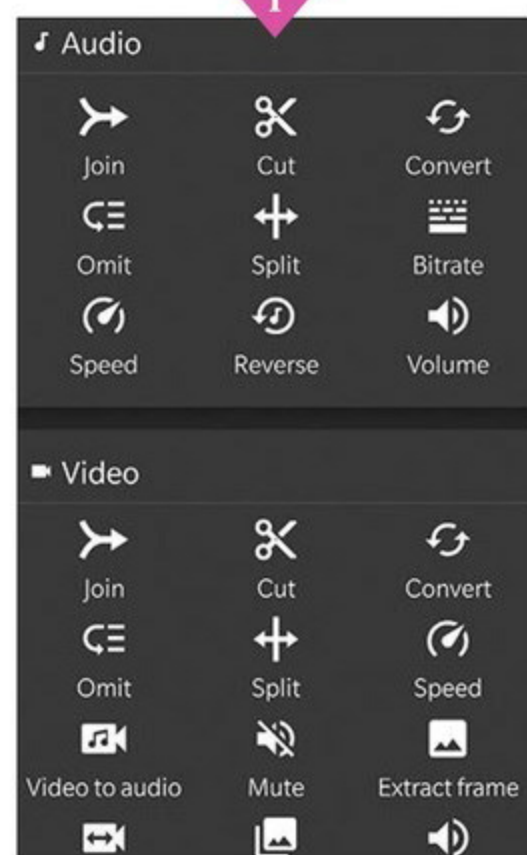 1
Audio
Join Cut Convert
Omit Split Bitrate
Speed Reverse Volume
Video
Join Cut Convert
Omit Split Speed
Video to audio Mute Extract frame